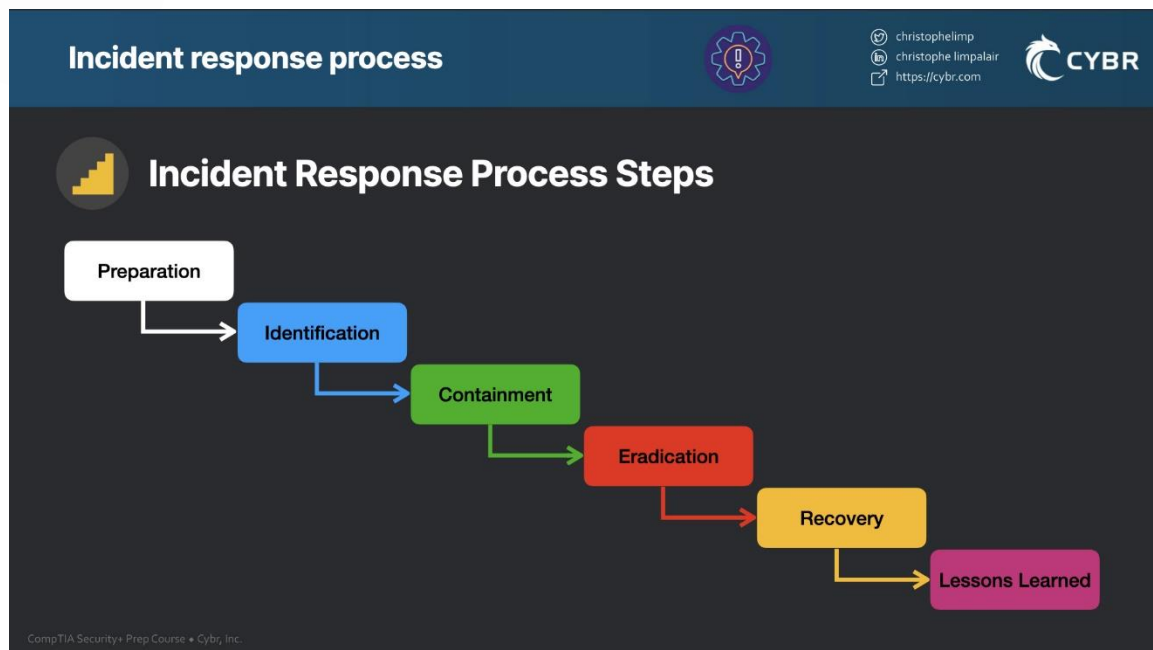 Incident response process
christophelimp
christophe limpalair
https://cybr.com
CYBR
Incident Response Process Steps
Preparation
Identification
Containment
Eradication
Recovery
Lessons Learned
CompTIA Security+ Prep Course • Cybr, Inc.